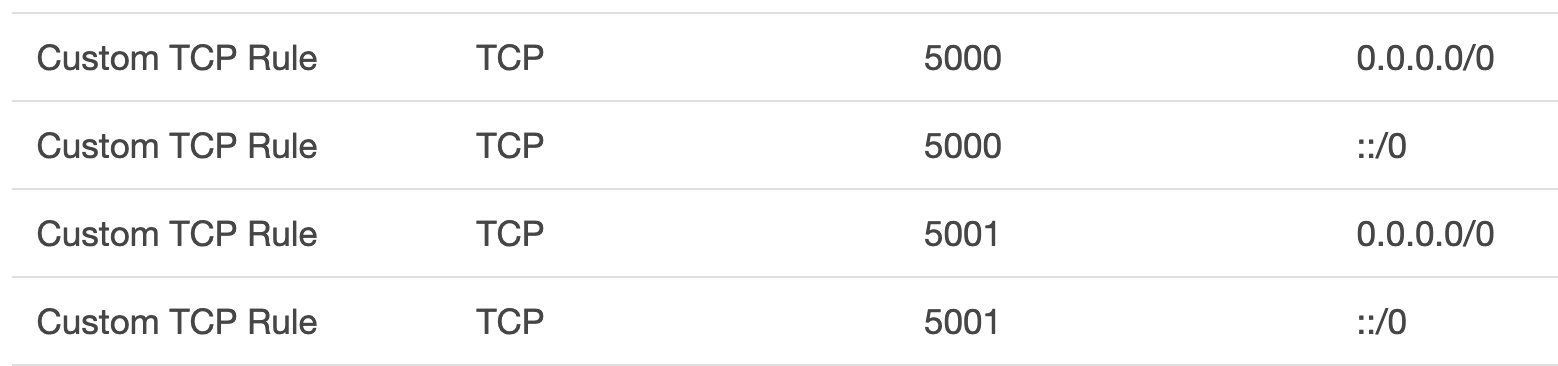 Custom TCP Rule TCP 5000 0.0.0.0/0
Custom TCP Rule TCP 5000 ::/0
Custom TCP Rule TCP 5001 0.0.0.0/0
Custom TCP Rule TCP 5001 ::/0